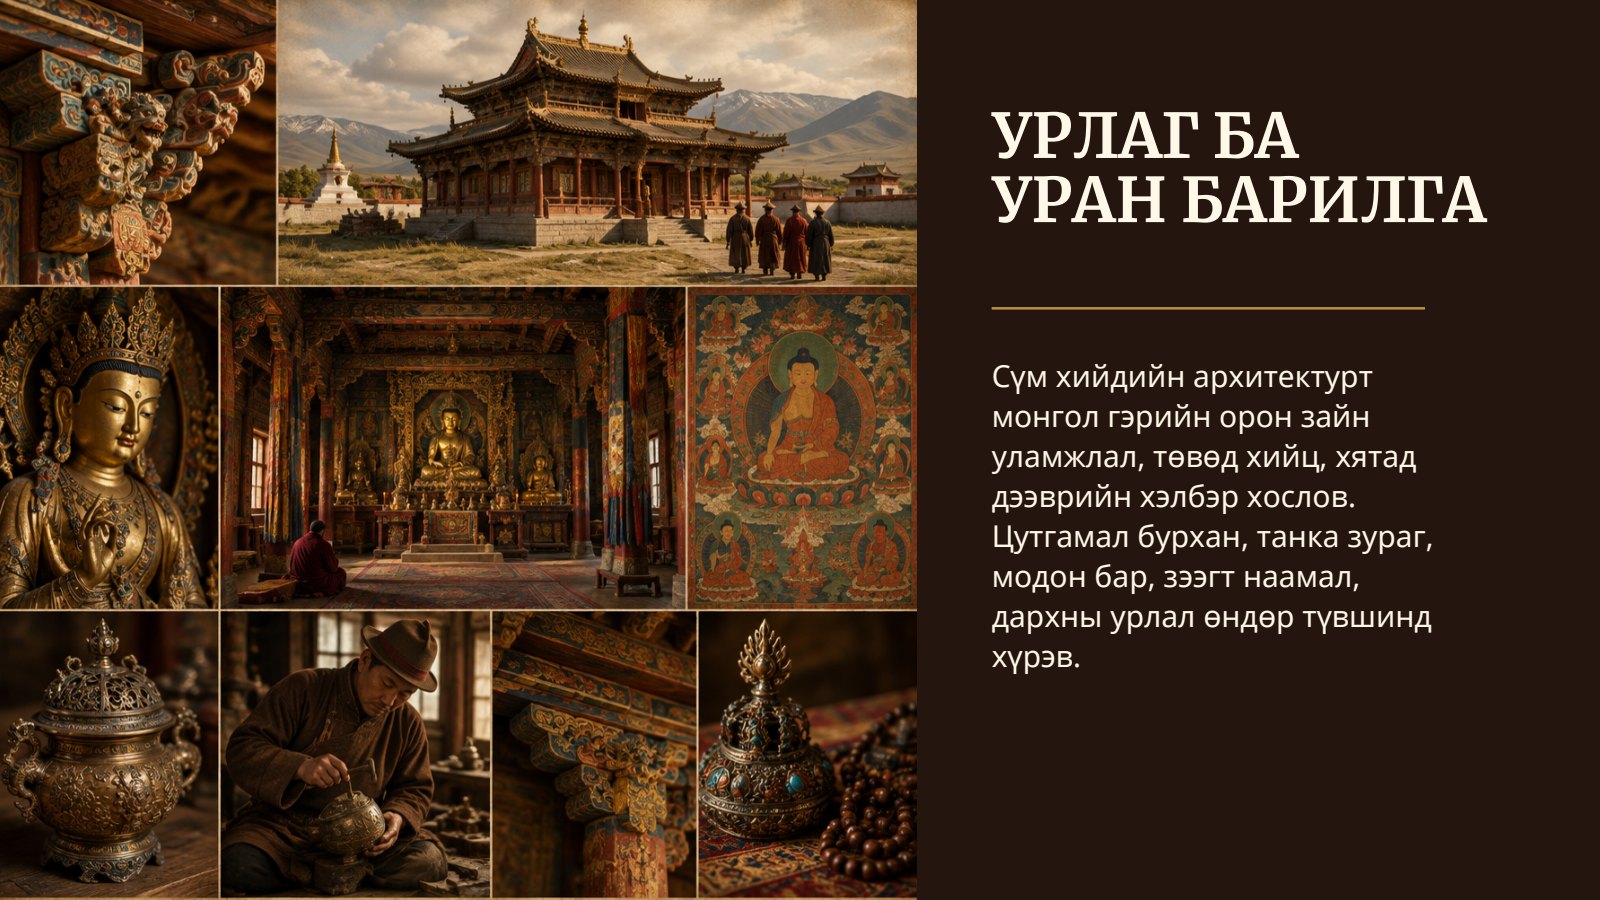 УРЛАГ БА
УРАН БАРИЛГА
Сүм хийдийн архитектурт
монгол гэрийн орон зайн
уламжлал, төвөд хийц, хятад
дээврийн хэлбэр хослов.
Цутгамал бурхан, танка зураг,
модон бар, зээгт наамал,
дархны урлал өндөр түвшинд
хүрэв.